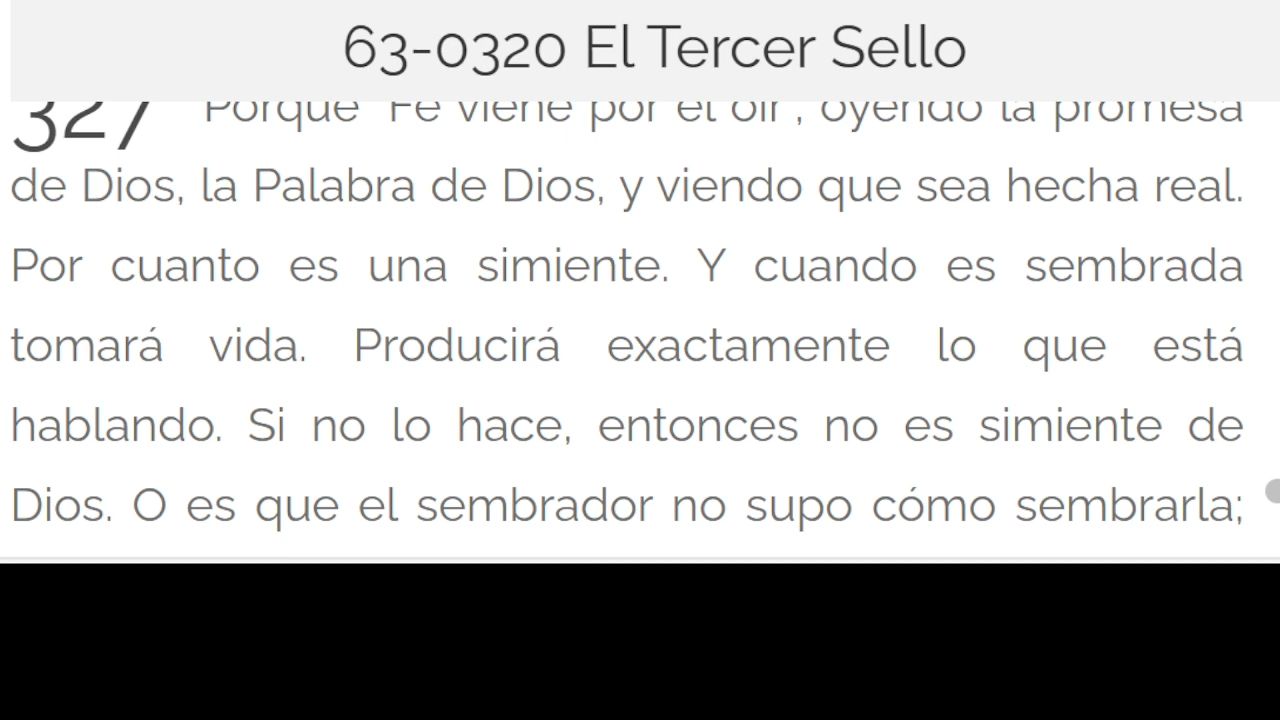 63-0320 El Tercer Sello
327 Porque "Fe viene por el oír", oyendo la promesa
de Dios, la Palabra de Dios, y viendo que sea hecha real.
Por cuanto es una simiente. Y cuando es sembrada
tomará vida. Producirá exactamente lo que está
hablando. Si no lo hace, entonces no es simiente de
Dios. O es que el sembrador no supo cómo sembrarla;